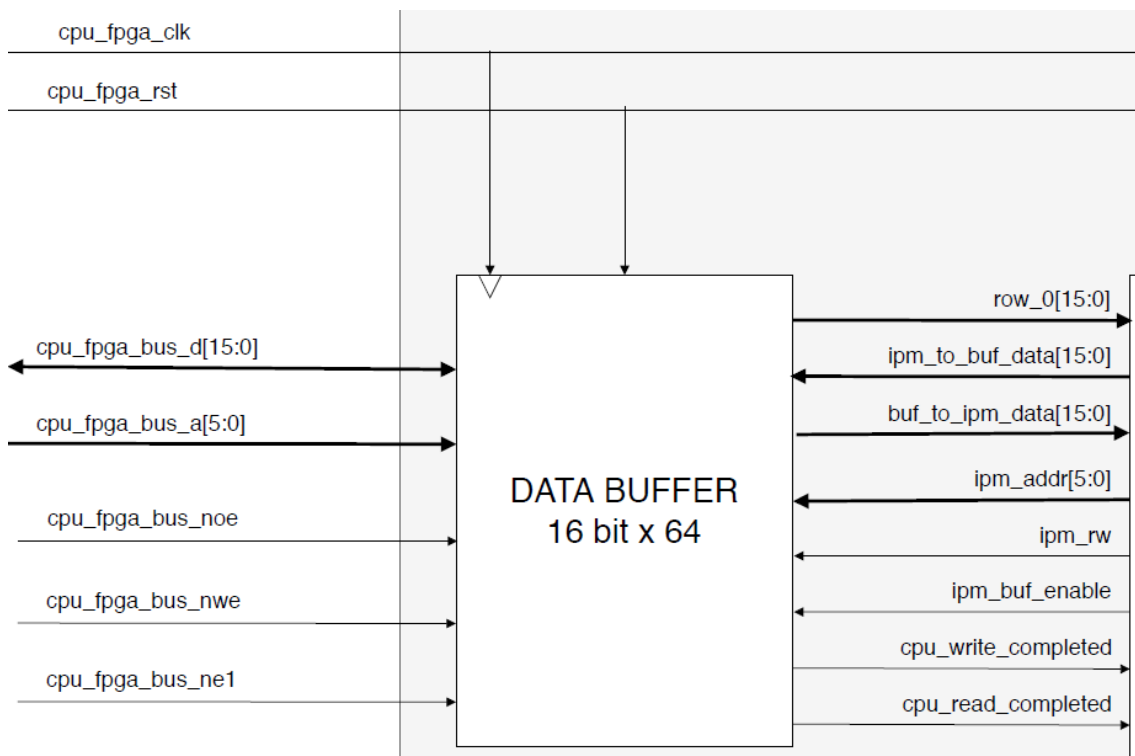 cpu_fpga_clk
cpu_fpga_rst
cpu_fpga_bus_d[15:0]
cpu_fpga_bus_a[5:0]
cpu_fpga_bus_noe
cpu_fpga_bus_nwe
cpu_fpga_bus_ne1
DATA BUFFER
16 bit x 64
row_0[15:0]
ipm_to_buf_data[15:0]
buf_to_ipm_data[15:0]
ipm_addr[5:0]
ipm_rw
ipm_buf_enable
cpu_write_completed
cpu_read_completed